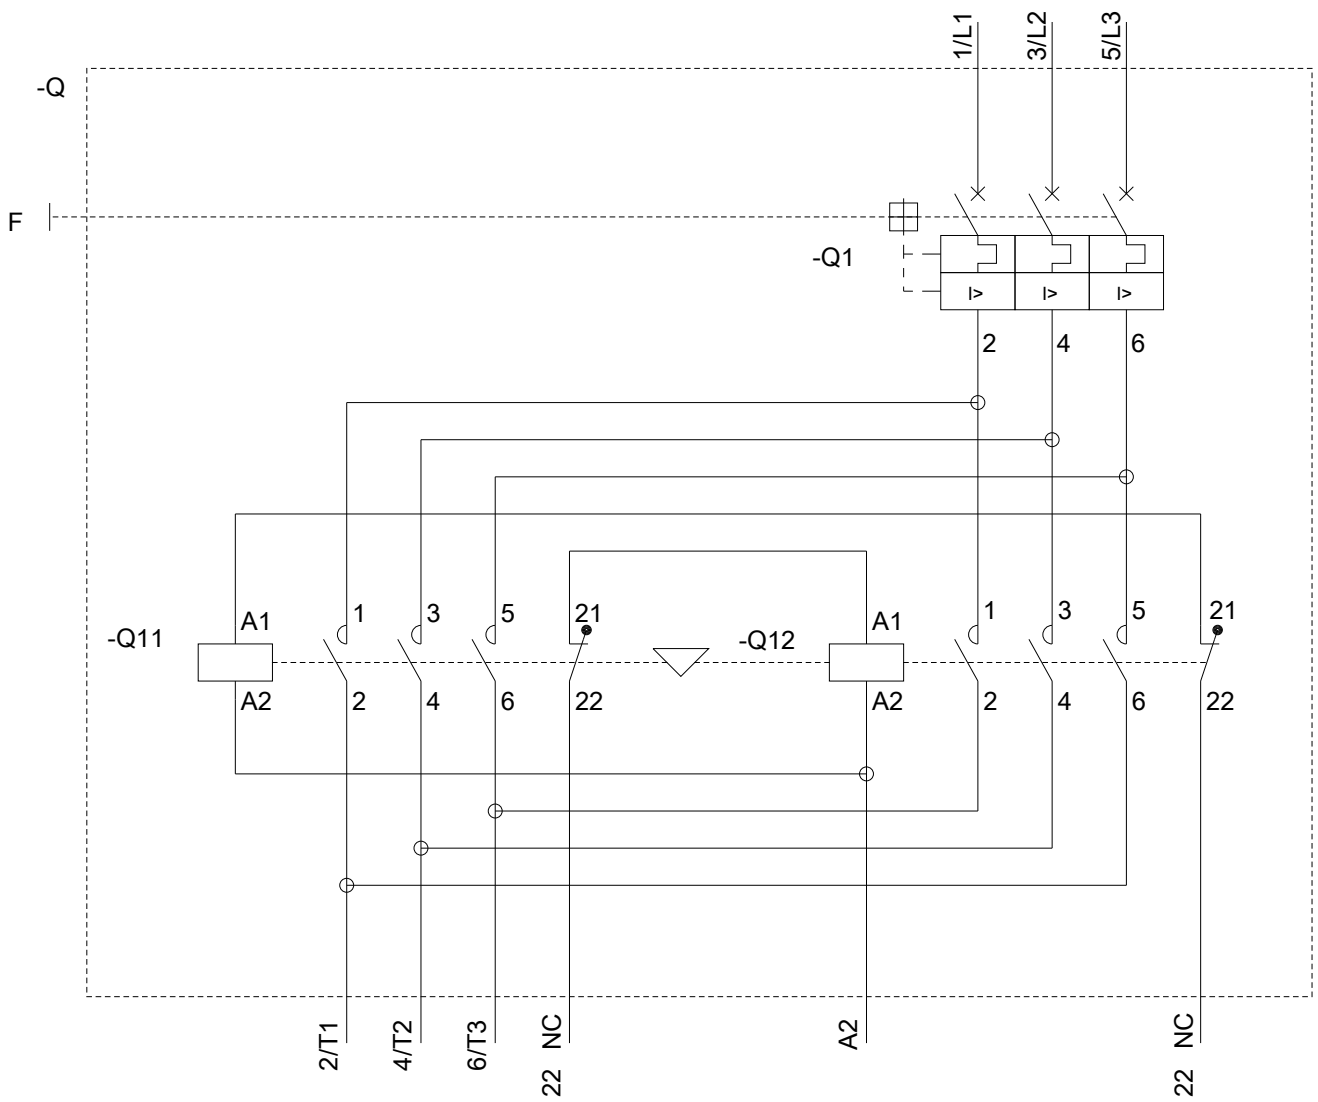 1/L1 3/L2 5/L3
-Q
F
-Q1
I> I> I>
2 4 6
-Q11 A1 1 3 5 21 -Q12 A1 1 3 5 21
A2 2 4 6 22 A2 2 4 6 22
2/T1 4/T2 6/T3 22 NC A2 22 NC